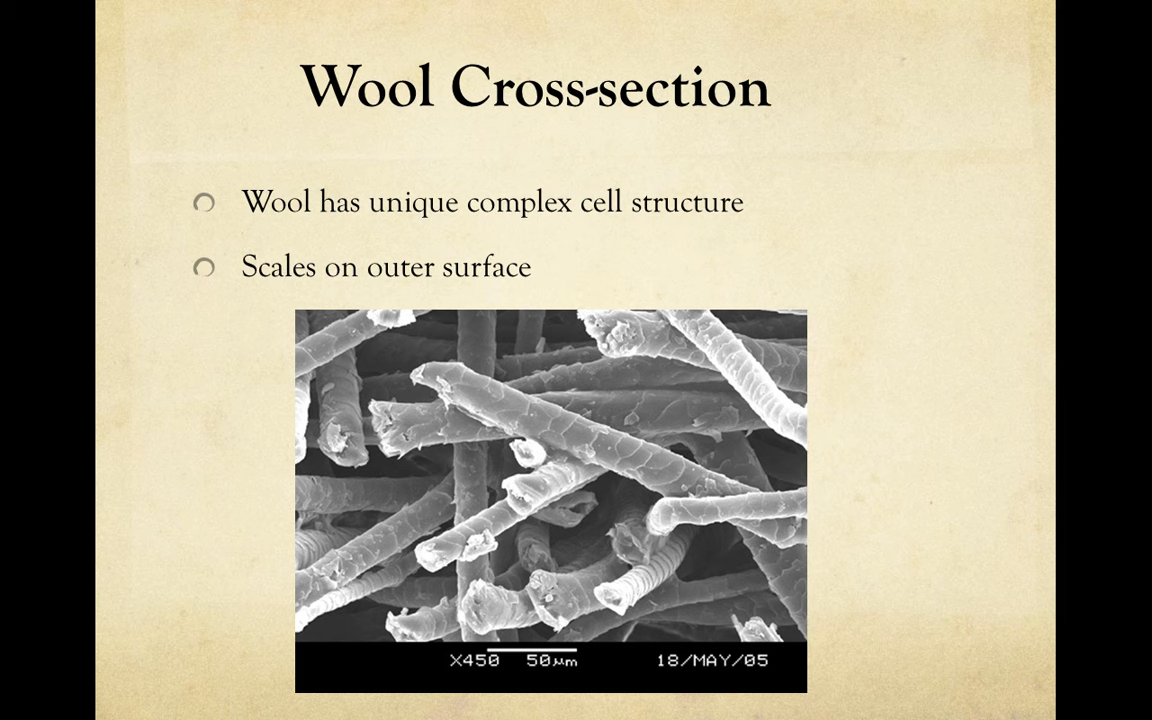 Wool Cross-section
Wool has unique complex cell structure
Scales on outer surface
X450 50µm 18/MAY/05